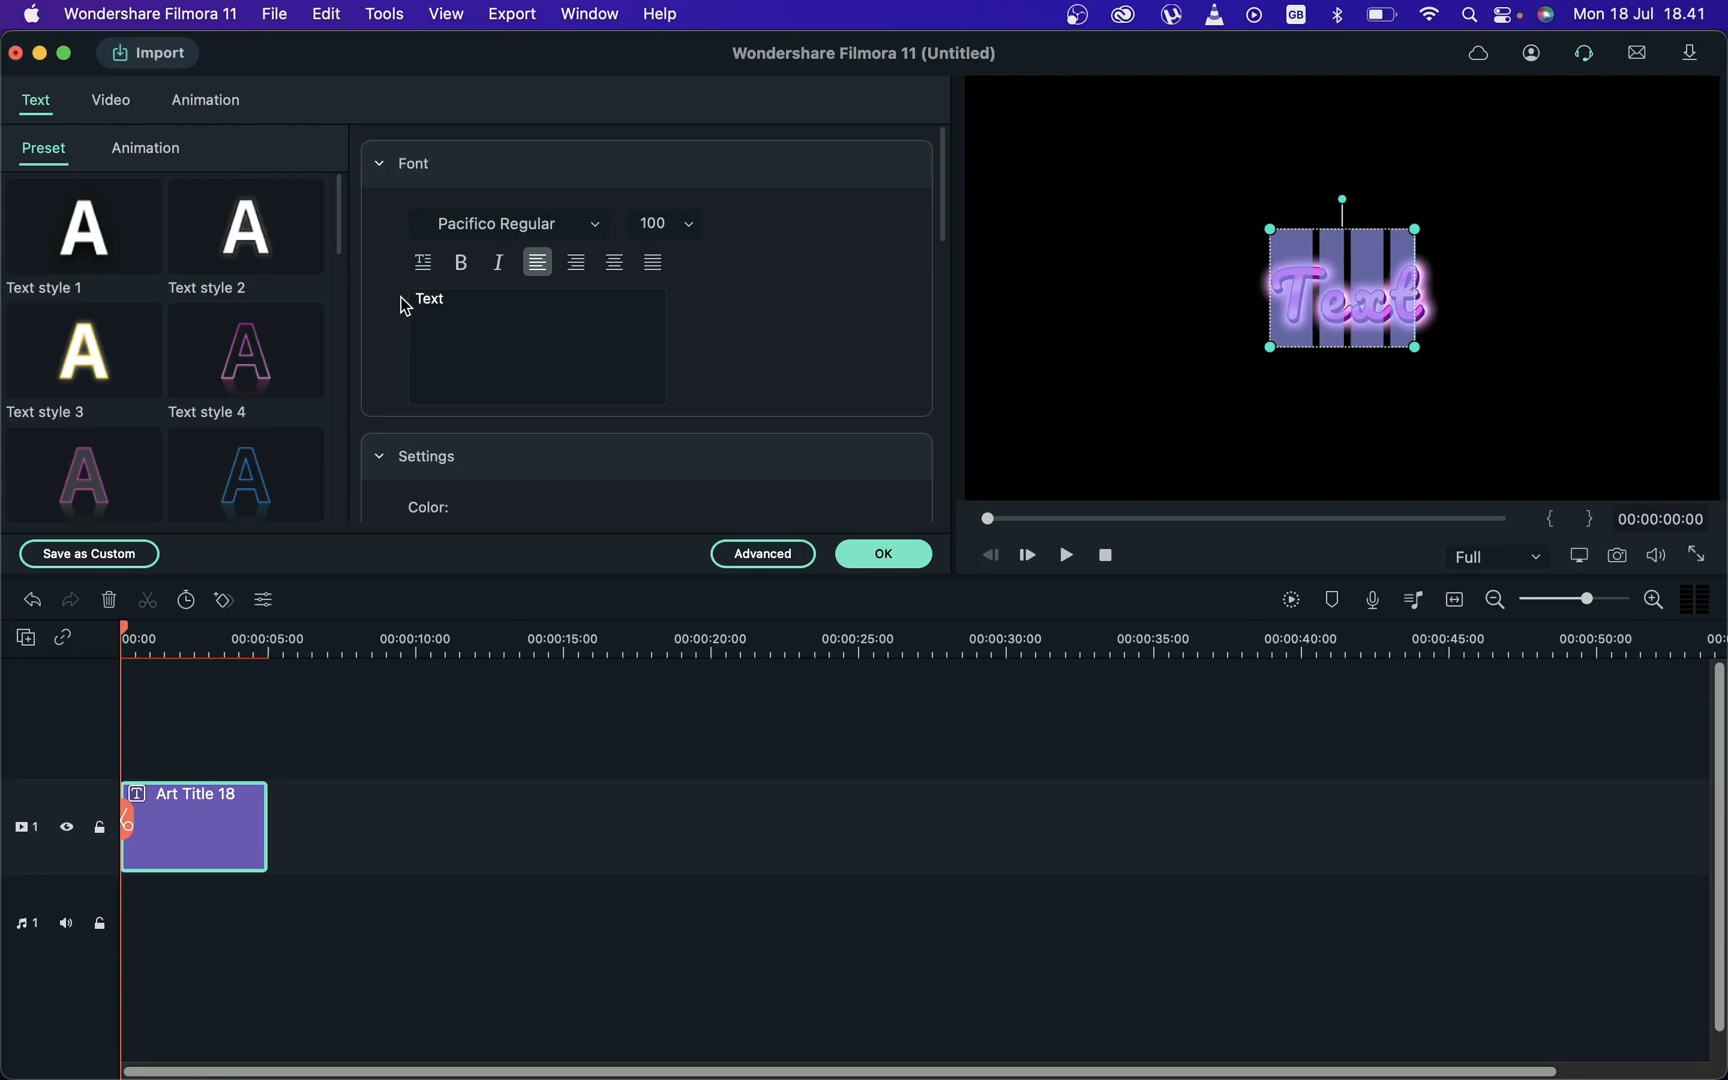 Wondershare Filmora 11 File Edit Tools View Export Window Help GB Mon 18 Jul 18.41
Import Wondershare Filmora 11 (Untitled)
Text Video Animation
Preset Animation
Font
A A
Pacifico Regular 100
B I
Text style 1 Text style 2
Text
Text
A A
Text style 3 Text style 4
Settings
A A
Color:
00:00:00:00
Save as Custom Advanced OK
Full
00:00 00:00:05:00 00:00:10:00 00:00:15:00 00:00:20:00 00:00:25:00 00:00:30:00 00:00:35:00 00:00:40:00 00:00:45:00 00:00:50:00 00:
T Art Title 18
1
1